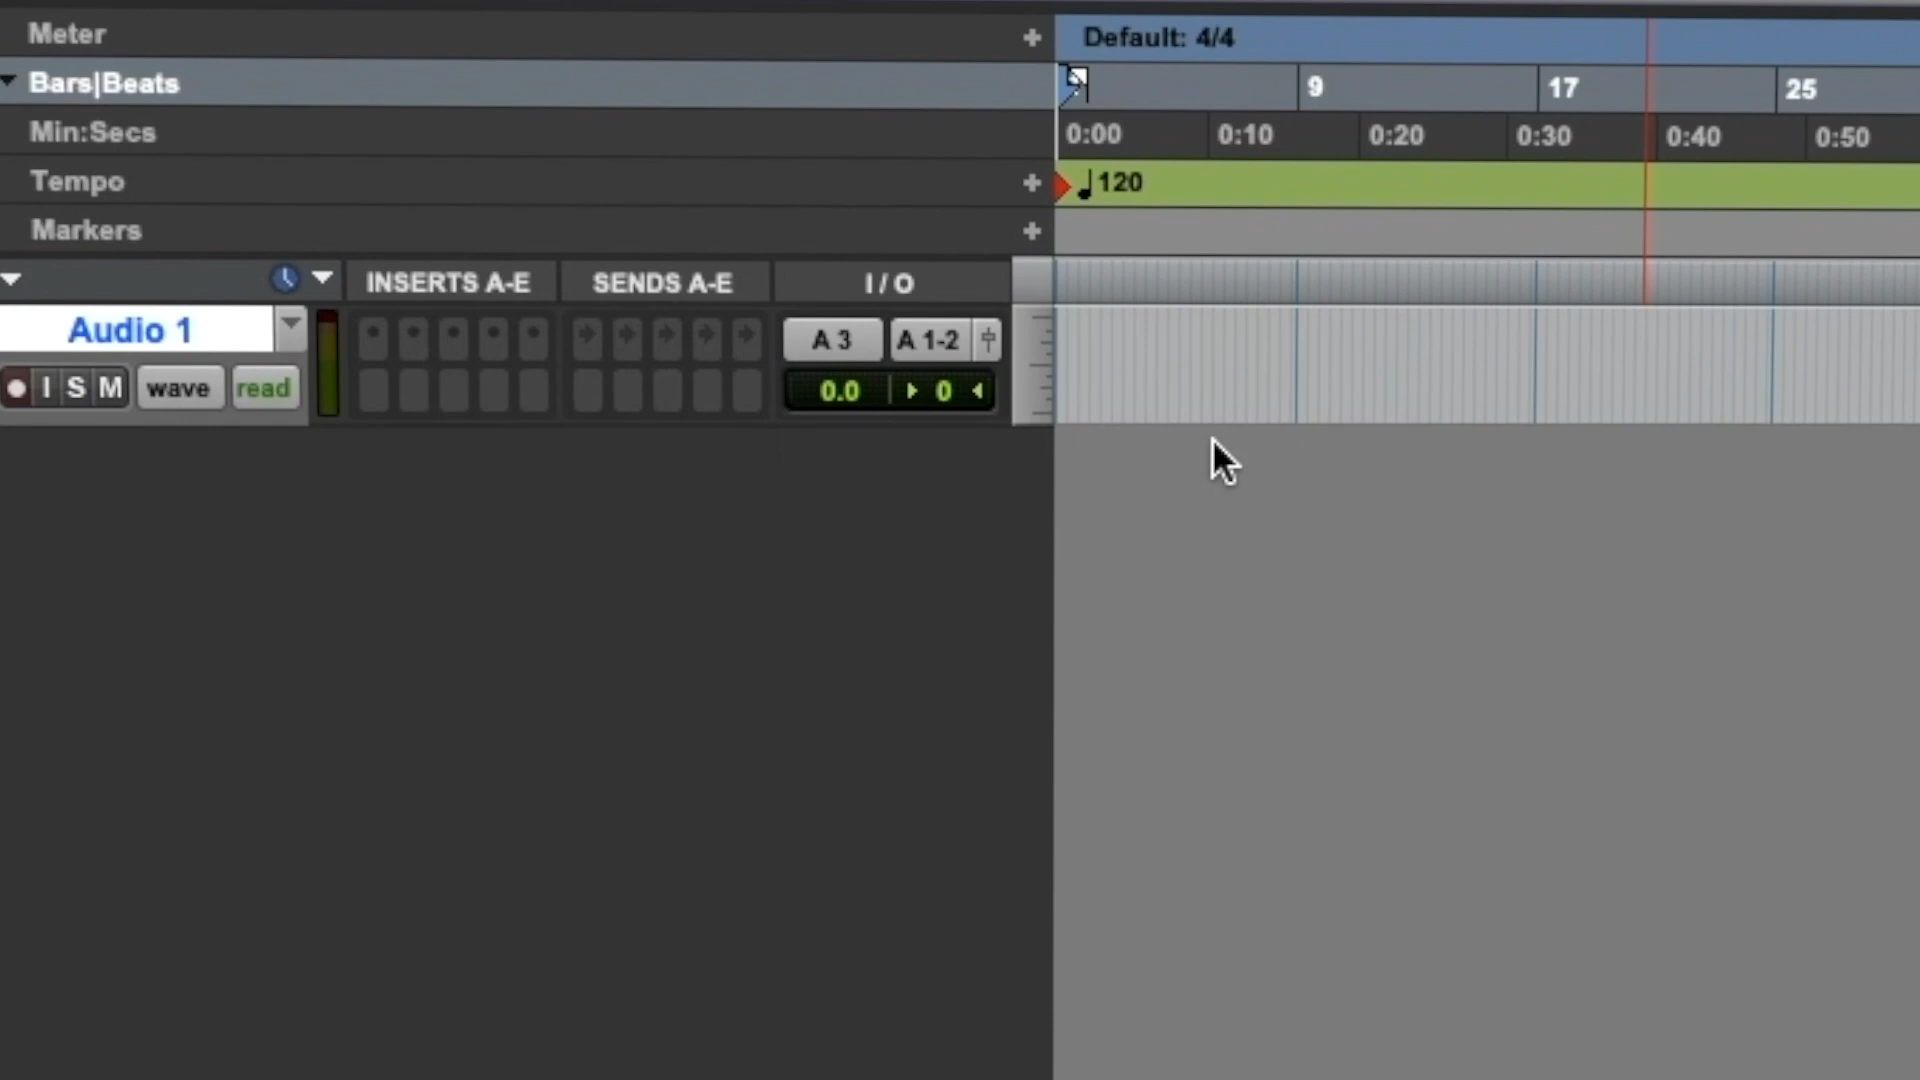 Meter + Default: 4/4
Bars|Beats 9 17 25
Min:Secs 0:00 0:10 0:20 0:30 0:40 0:50
Tempo + 120
Markers +
INSERTS A-E SENDS A-E I / O
Audio 1 A 3 A 1-2
I S M wave read 0.0 0